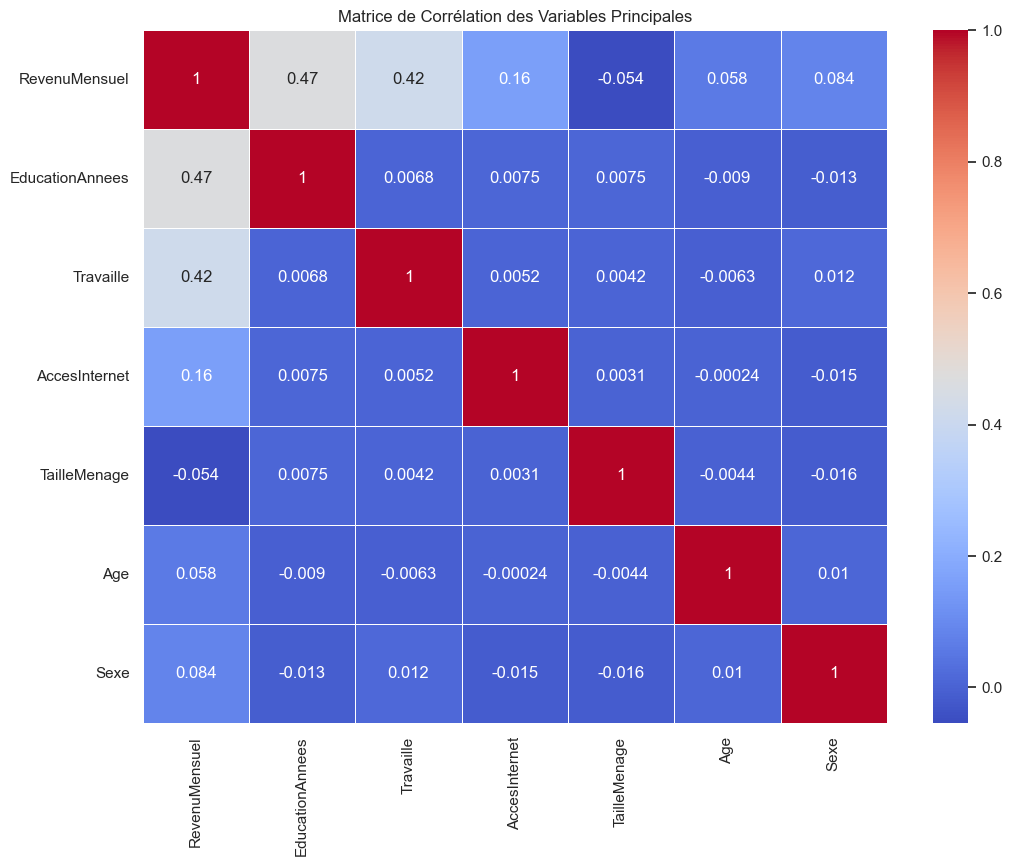 Matrice de Corrélation des Variables Principales
RevenuMensuel 1 0.47 0.42 0.16 -0.054 0.058 0.084
EducationAnnees 0.47 1 0.0068 0.0075 0.0075 -0.009 -0.013
Travaille 0.42 0.0068 1 0.0052 0.0042 -0.0063 0.012
AccesInternet 0.16 0.0075 0.0052 1 0.0031 -0.00024 -0.015
TailleMenage -0.054 0.0075 0.0042 0.0031 1 -0.0044 -0.016
Age 0.058 -0.009 -0.0063 -0.00024 -0.0044 1 0.01
Sexe 0.084 -0.013 0.012 -0.015 -0.016 0.01 1
RevenuMensuel
EducationAnnees
Travaille
AccesInternet
TailleMenage
Age
Sexe
1.0
0.8
0.6
0.4
0.2
0.0